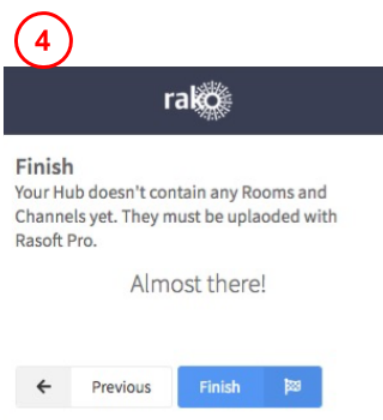 4
rako
Finish
Your Hub doesn't contain any Rooms and
Channels yet. They must be uplaoded with
Rasoft Pro.
Almost there!
Previous
Finish